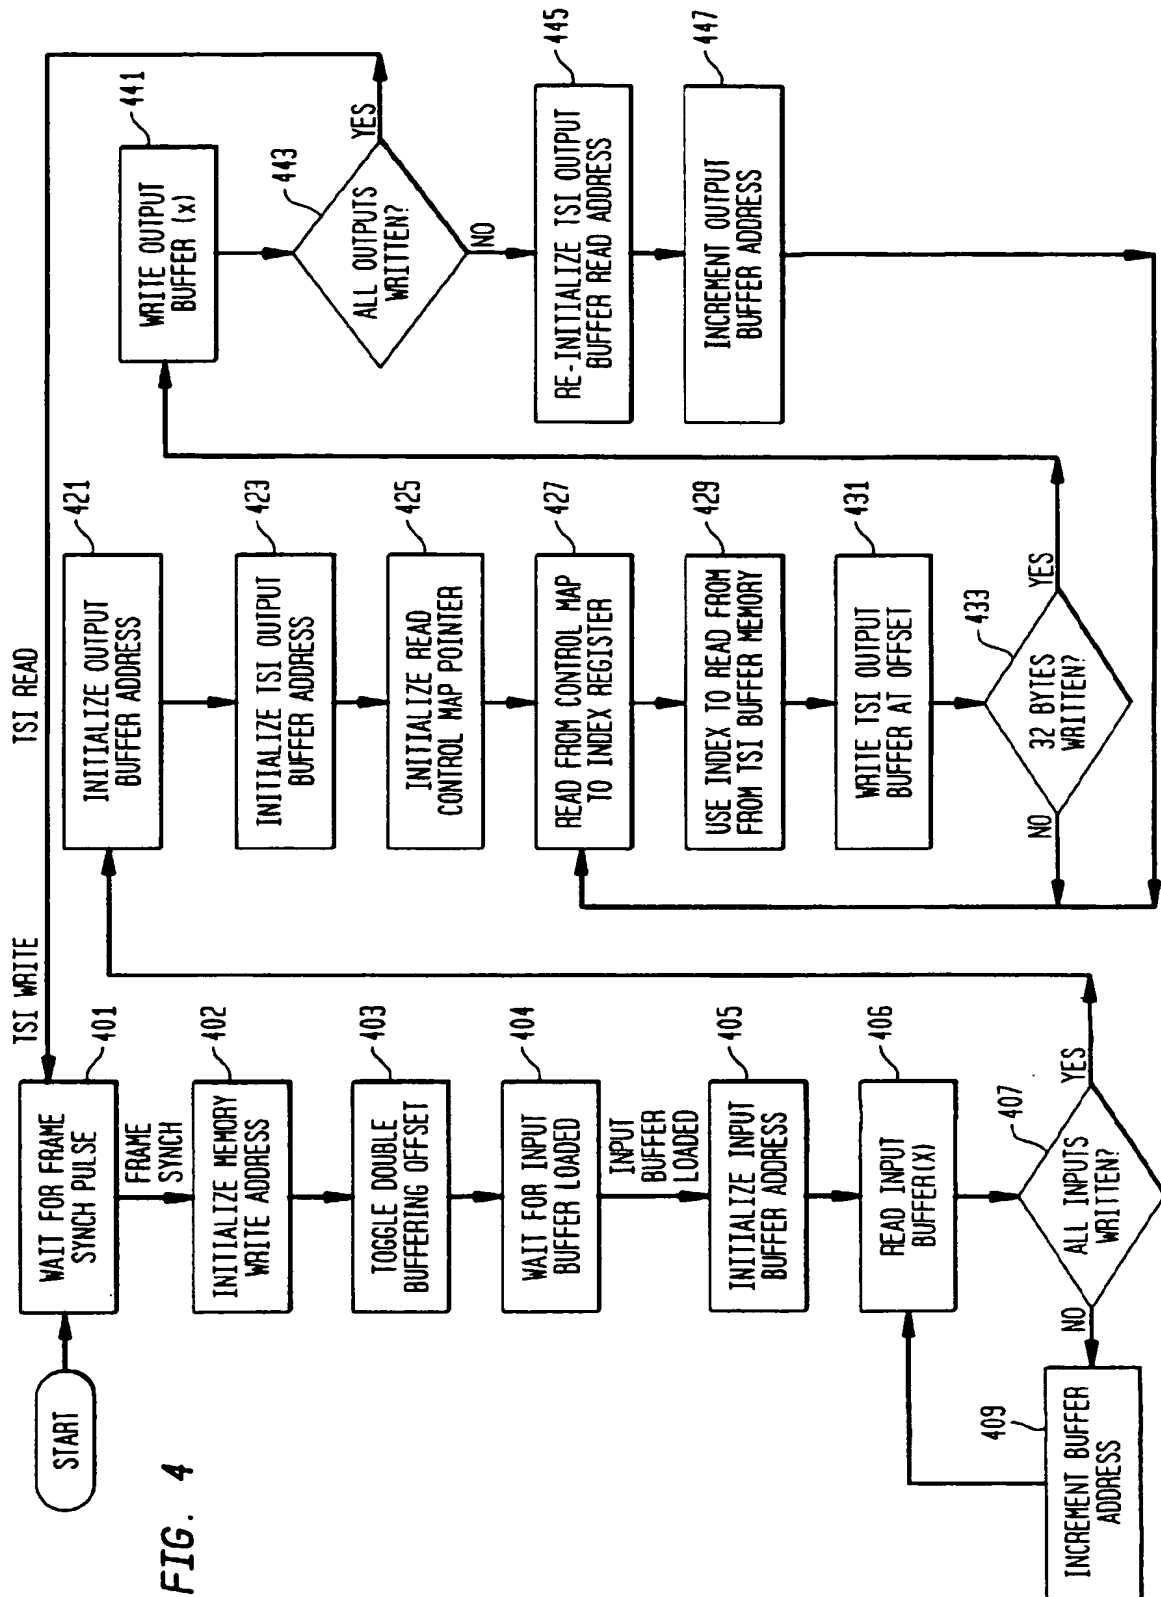 START
WAIT FOR FRAME
SYNCH PULSE
401
FRAME
SYNCH
INITIALIZE MEMORY
WRITE ADDRESS
402
TOGGLE DOUBLE
BUFFERING OFFSET
403
WAIT FOR INPUT
BUFFER LOADED
404
INPUT
BUFFER
LOADED
INITIALIZE INPUT
BUFFER ADDRESS
405
READ INPUT
BUFFER(X)
406
ALL INPUTS
WRITTEN?
407
NO
YES
INCREMENT BUFFER
ADDRESS
409
TSI WRITE
TSI READ
INITIALIZE OUTPUT
BUFFER ADDRESS
421
INITIALIZE TSI OUTPUT
BUFFER ADDRESS
423
INITIALIZE READ
CONTROL MAP POINTER
425
READ FROM CONTROL MAP
TO INDEX REGISTER
427
USE INDEX TO READ FROM
FROM TSI BUFFER MEMORY
429
WRITE TSI OUTPUT
BUFFER AT OFFSET
431
32 BYTES
WRITTEN?
433
NO
YES
WRITE OUTPUT
BUFFER (x)
441
ALL OUTPUTS
WRITTEN?
443
YES
NO
RE-INITIALIZE TSI OUTPUT
BUFFER READ ADDRESS
445
INCREMENT OUTPUT
BUFFER ADDRESS
447
FIG. 4